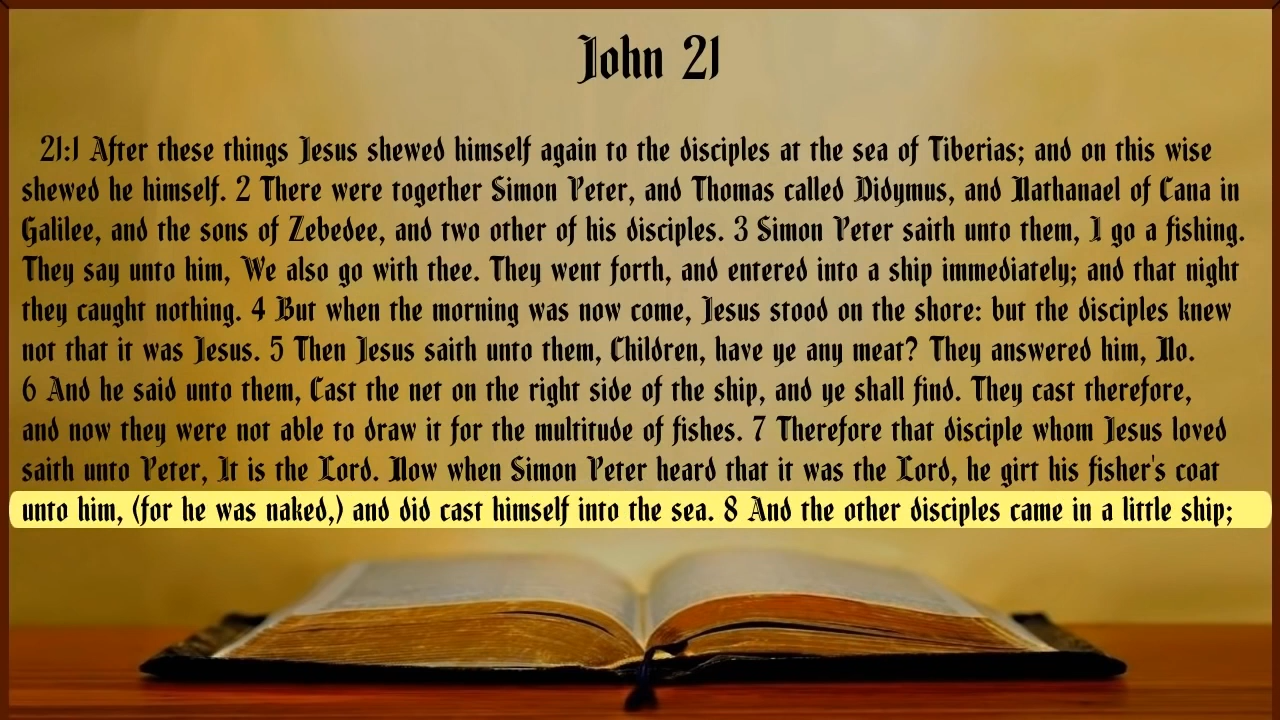 John 21
21:1 After these things Jesus shewed himself again to the disciples at the sea of Tiberias; and on this wise
shewed he himself. 2 There were together Simon Peter, and Thomas called Didymus, and Nathanael of Cana in
Galilee, and the sons of Zebedee, and two other of his disciples. 3 Simon Peter saith unto them, I go a fishing.
They say unto him, We also go with thee. They went forth, and entered into a ship immediately; and that night
they caught nothing. 4 But when the morning was now come, Jesus stood on the shore: but the disciples knew
not that it was Jesus. 5 Then Jesus saith unto them, Children, have ye any meat? They answered him, No.
6 And he said unto them, Cast the net on the right side of the ship, and ye shall find. They cast therefore,
and now they were not able to draw it for the multitude of fishes. 7 Therefore that disciple whom Jesus loved
saith unto Peter, It is the Lord. Now when Simon Peter heard that it was the Lord, he girt his fisher's coat
unto him, (for he was naked,) and did cast himself into the sea. 8 And the other disciples came in a little ship;